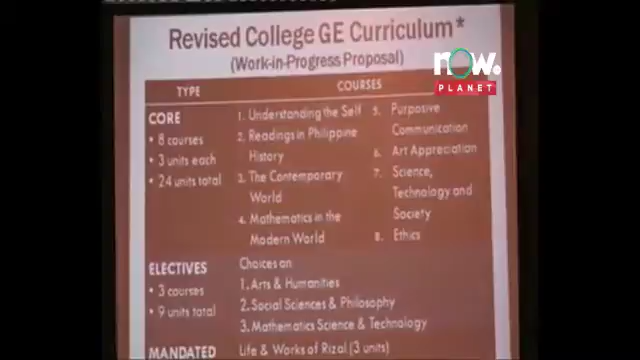 Revised College GE Curriculum*
(Work-in-Progress Proposal)
now.
PLANET
TYPE
COURSES
CORE
• 8 courses
• 3 units each
• 24 units total
1. Understanding the Self
2. Readings in Philippine
History
3. The Contemporary
World
4. Mathematics in the
Modern World
5. Purposive
Communication
6. Art Appreciation
7. Science,
Technology and
Society
8. Ethics
ELECTIVES
• 3 courses
• 9 units total
Choices on
1. Arts & Humanities
2. Social Sciences & Philosophy
3. Mathematics Science & Technology
MANDATED
Life & Works of Rizal (3 units)